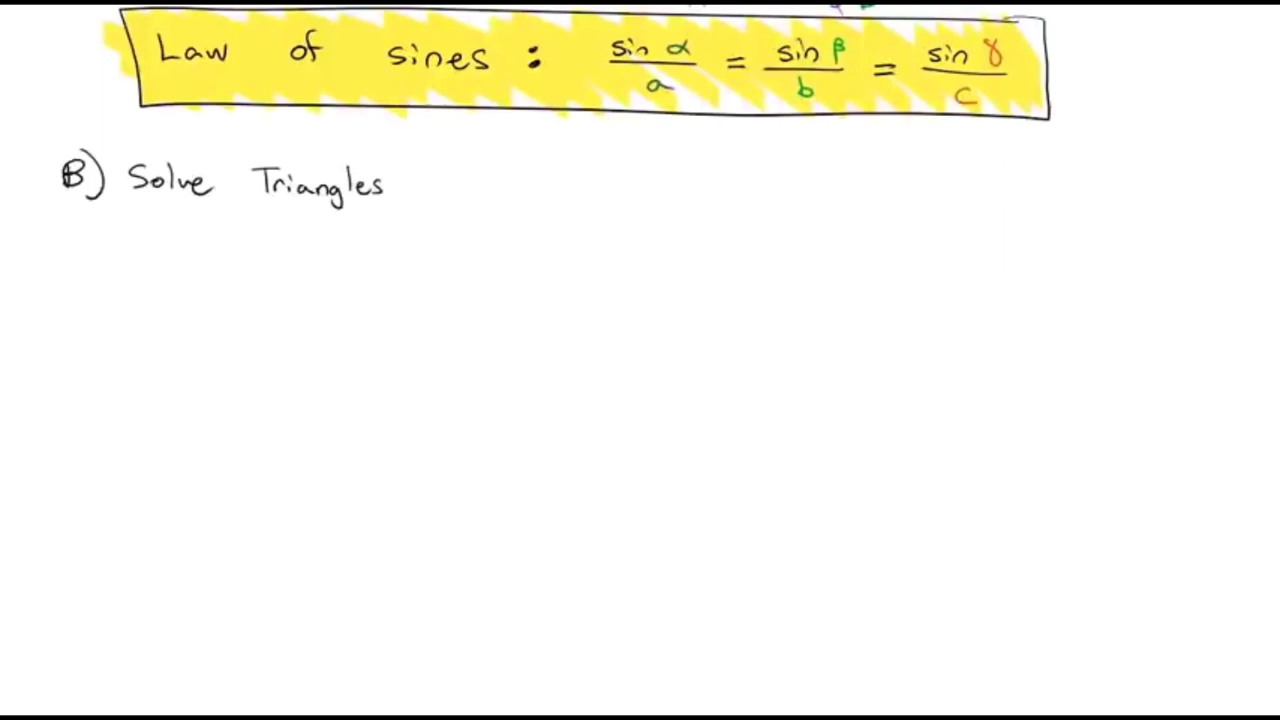 Law of sines : sin α / a = sin β / b = sin γ / c
B) Solve Triangles